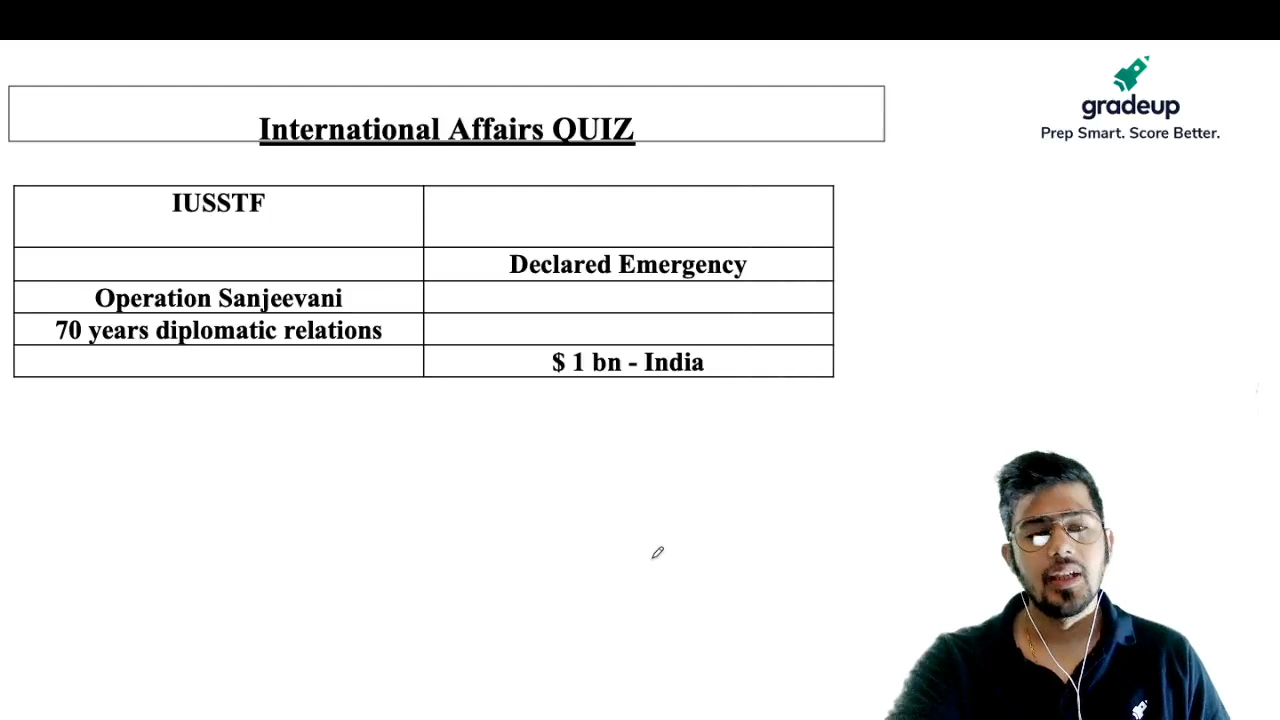 International Affairs QUIZ
gradeup
Prep Smart. Score Better.
IUSSTF
Declared Emergency
Operation Sanjeevani
70 years diplomatic relations
$ 1 bn - India